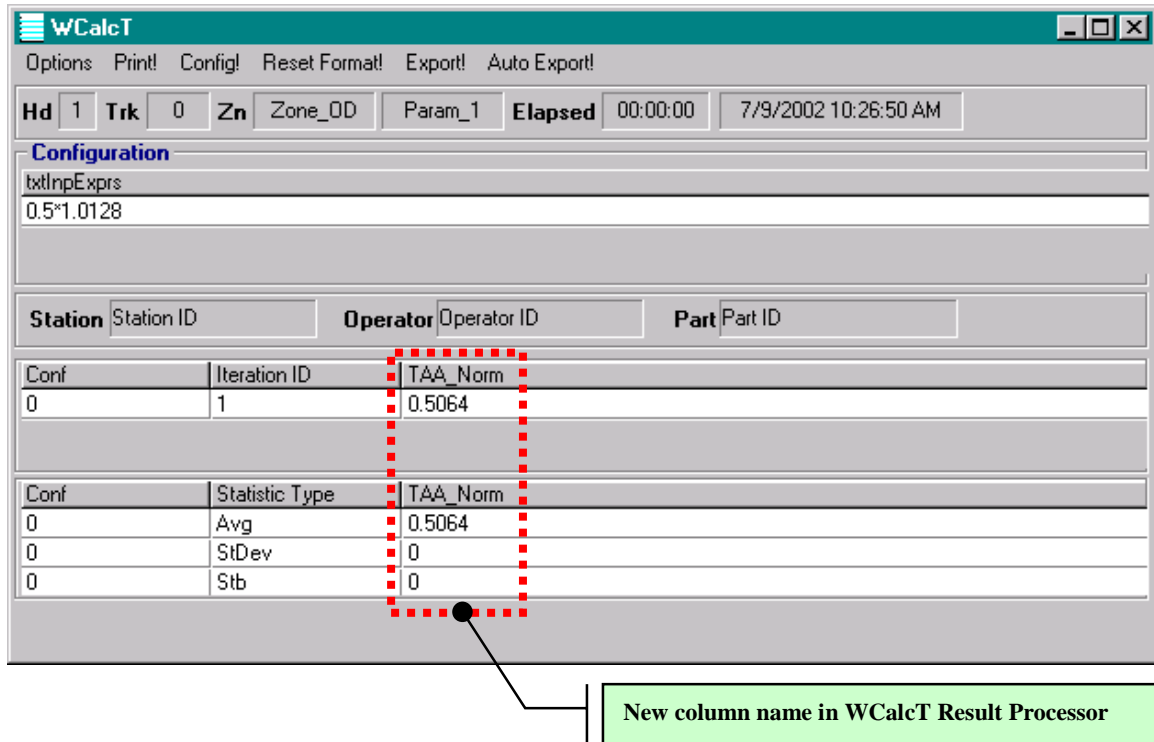 WCalcT
Options Print! Config! Reset Format! Export! Auto Export!
Hd 1 Trk 0 Zn Zone_OD Param_1 Elapsed 00:00:00 7/9/2002 10:26:50 AM
Configuration
txtInpExprs
0.5*1.0128
Station Station ID Operator Operator ID Part Part ID
Conf Iteration ID TAA_Norm
0 1 0.5064
Conf Statistic Type TAA_Norm
0 Avg 0.5064
0 StDev 0
0 Stb 0
New column name in WCalcT Result Processor